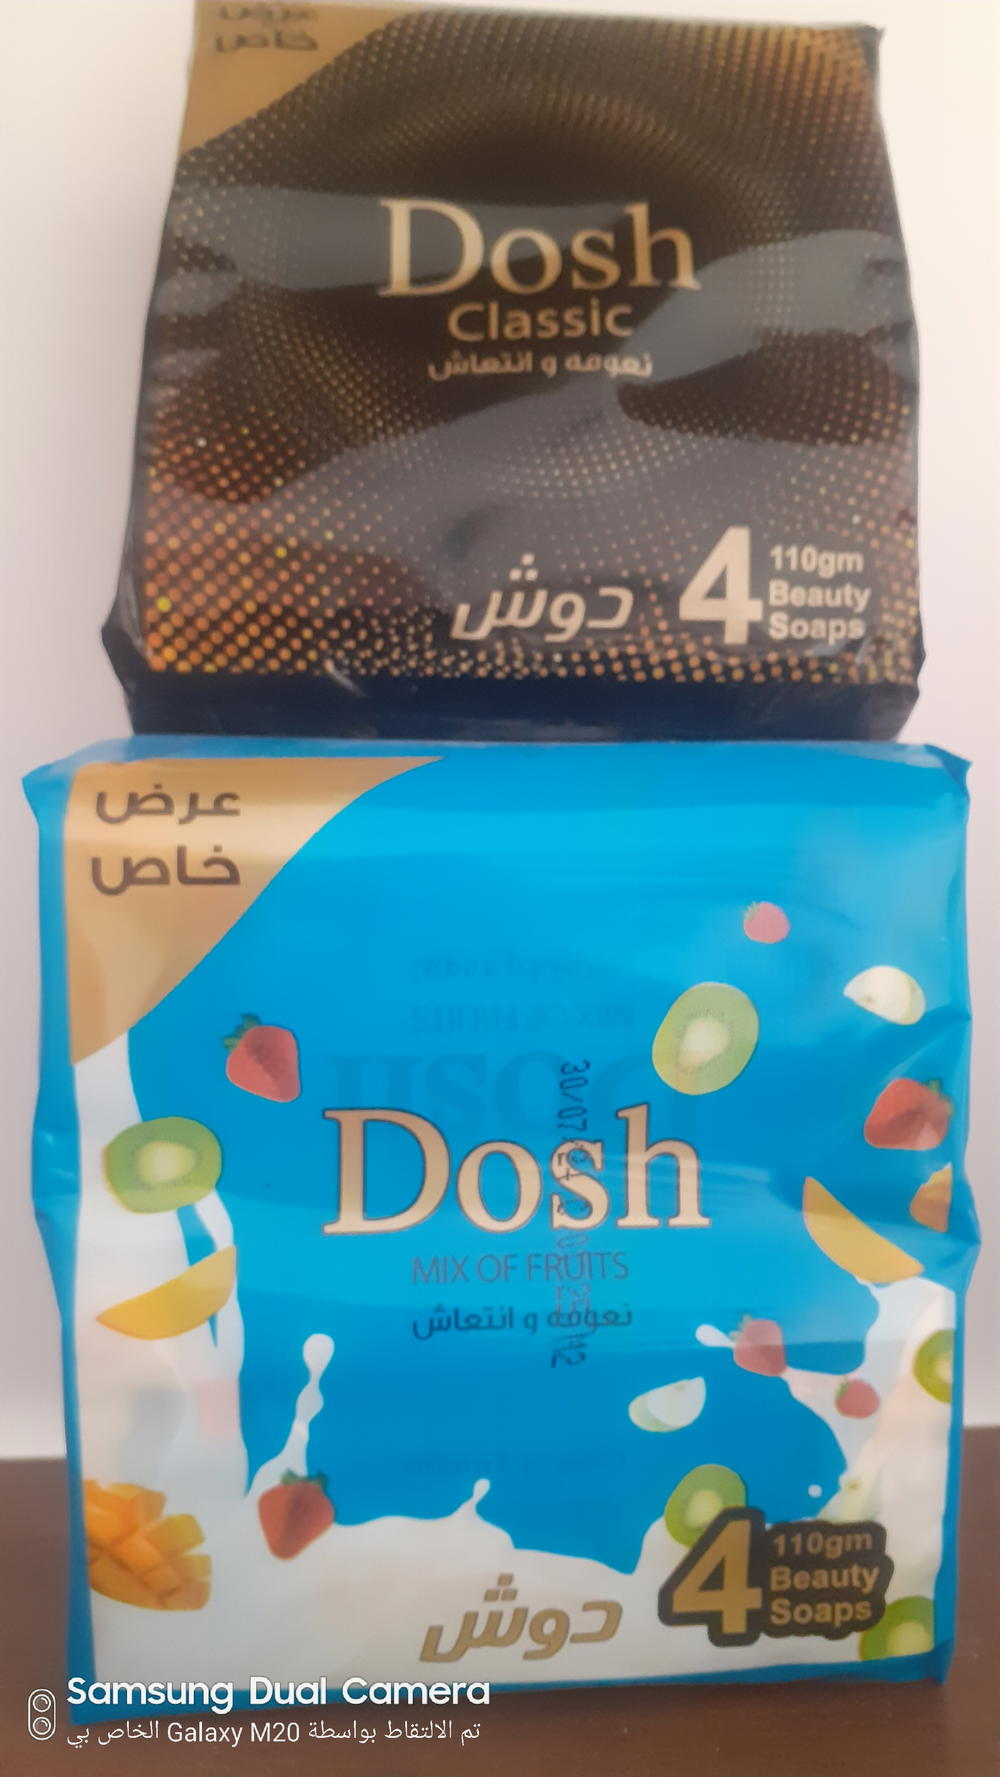 عرض
خاص
Dosh
Classic
نعومه و انتعاش
دوش
4
110gm
Beauty
Soaps
عرض
خاص
Dosh
MIX OF FRUITS
نعومه و انتعاش
دوش
4
110gm
Beauty
Soaps
Samsung Dual Camera
تم الالتقاط بواسطة Galaxy M20 الخاص بي